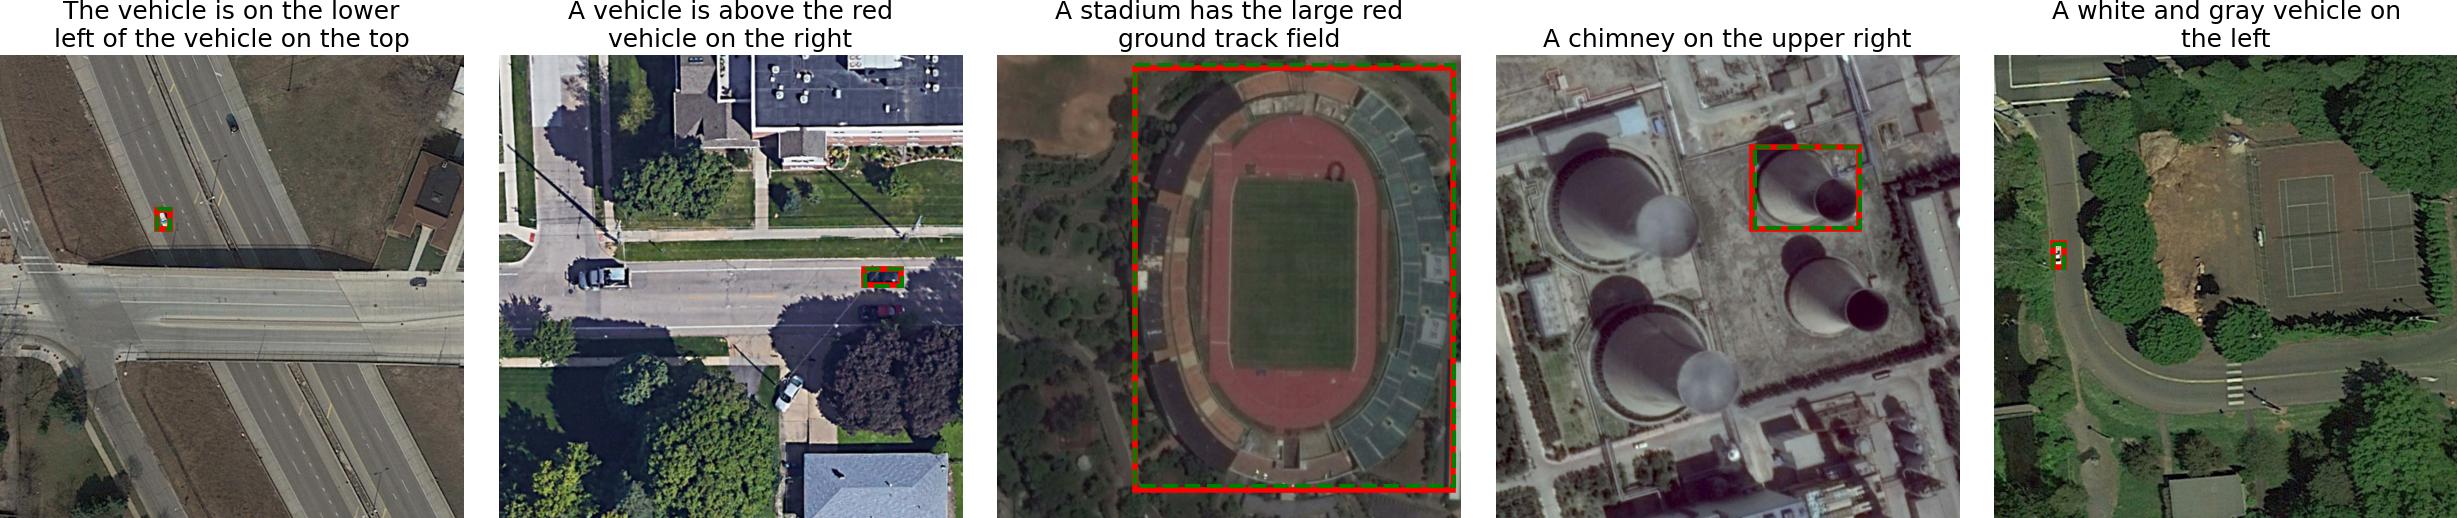 The vehicle is on the lower
left of the vehicle on the top
A vehicle is above the red
vehicle on the right
A stadium has the large red
ground track field
A chimney on the upper right
A white and gray vehicle on
the left